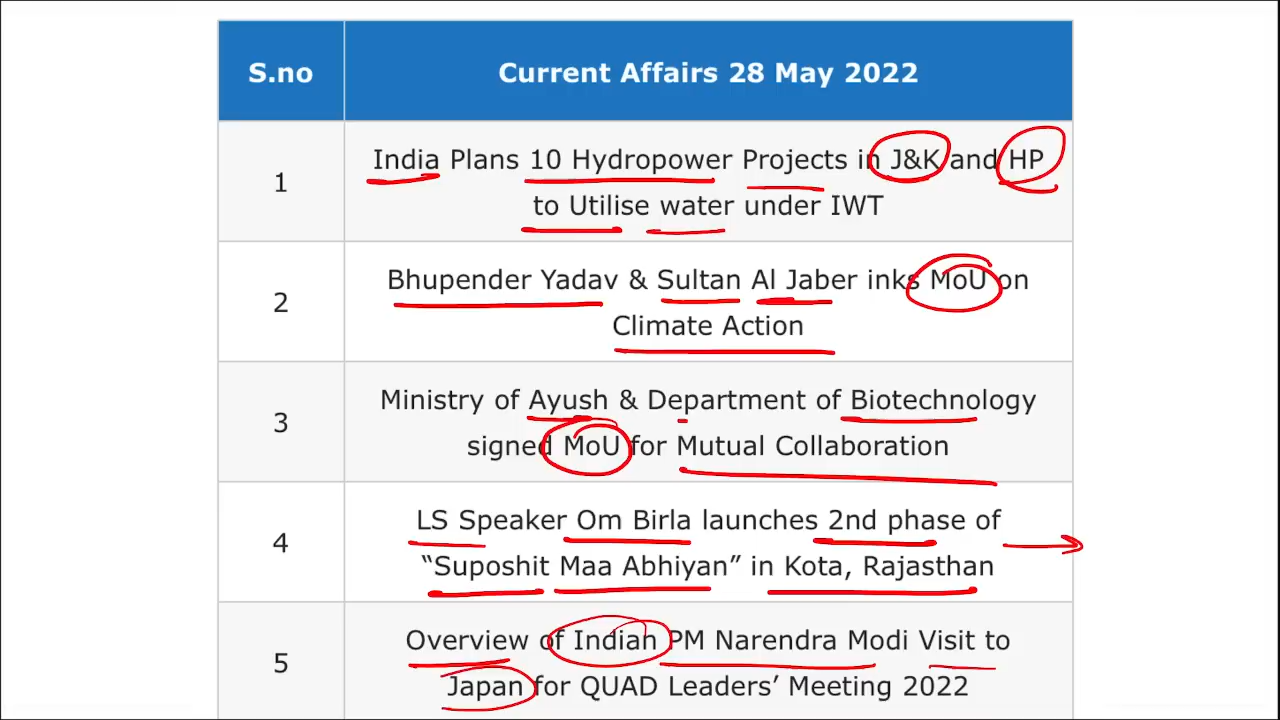 S.no
Current Affairs 28 May 2022
1
India Plans 10 Hydropower Projects in J&K and HP
to Utilise water under IWT
2
Bhupender Yadav & Sultan Al Jaber inks MoU on
Climate Action
3
Ministry of Ayush & Department of Biotechnology
signed MoU for Mutual Collaboration
4
LS Speaker Om Birla launches 2nd phase of
“Suposhit Maa Abhiyan” in Kota, Rajasthan
5
Overview of Indian PM Narendra Modi Visit to
Japan for QUAD Leaders’ Meeting 2022